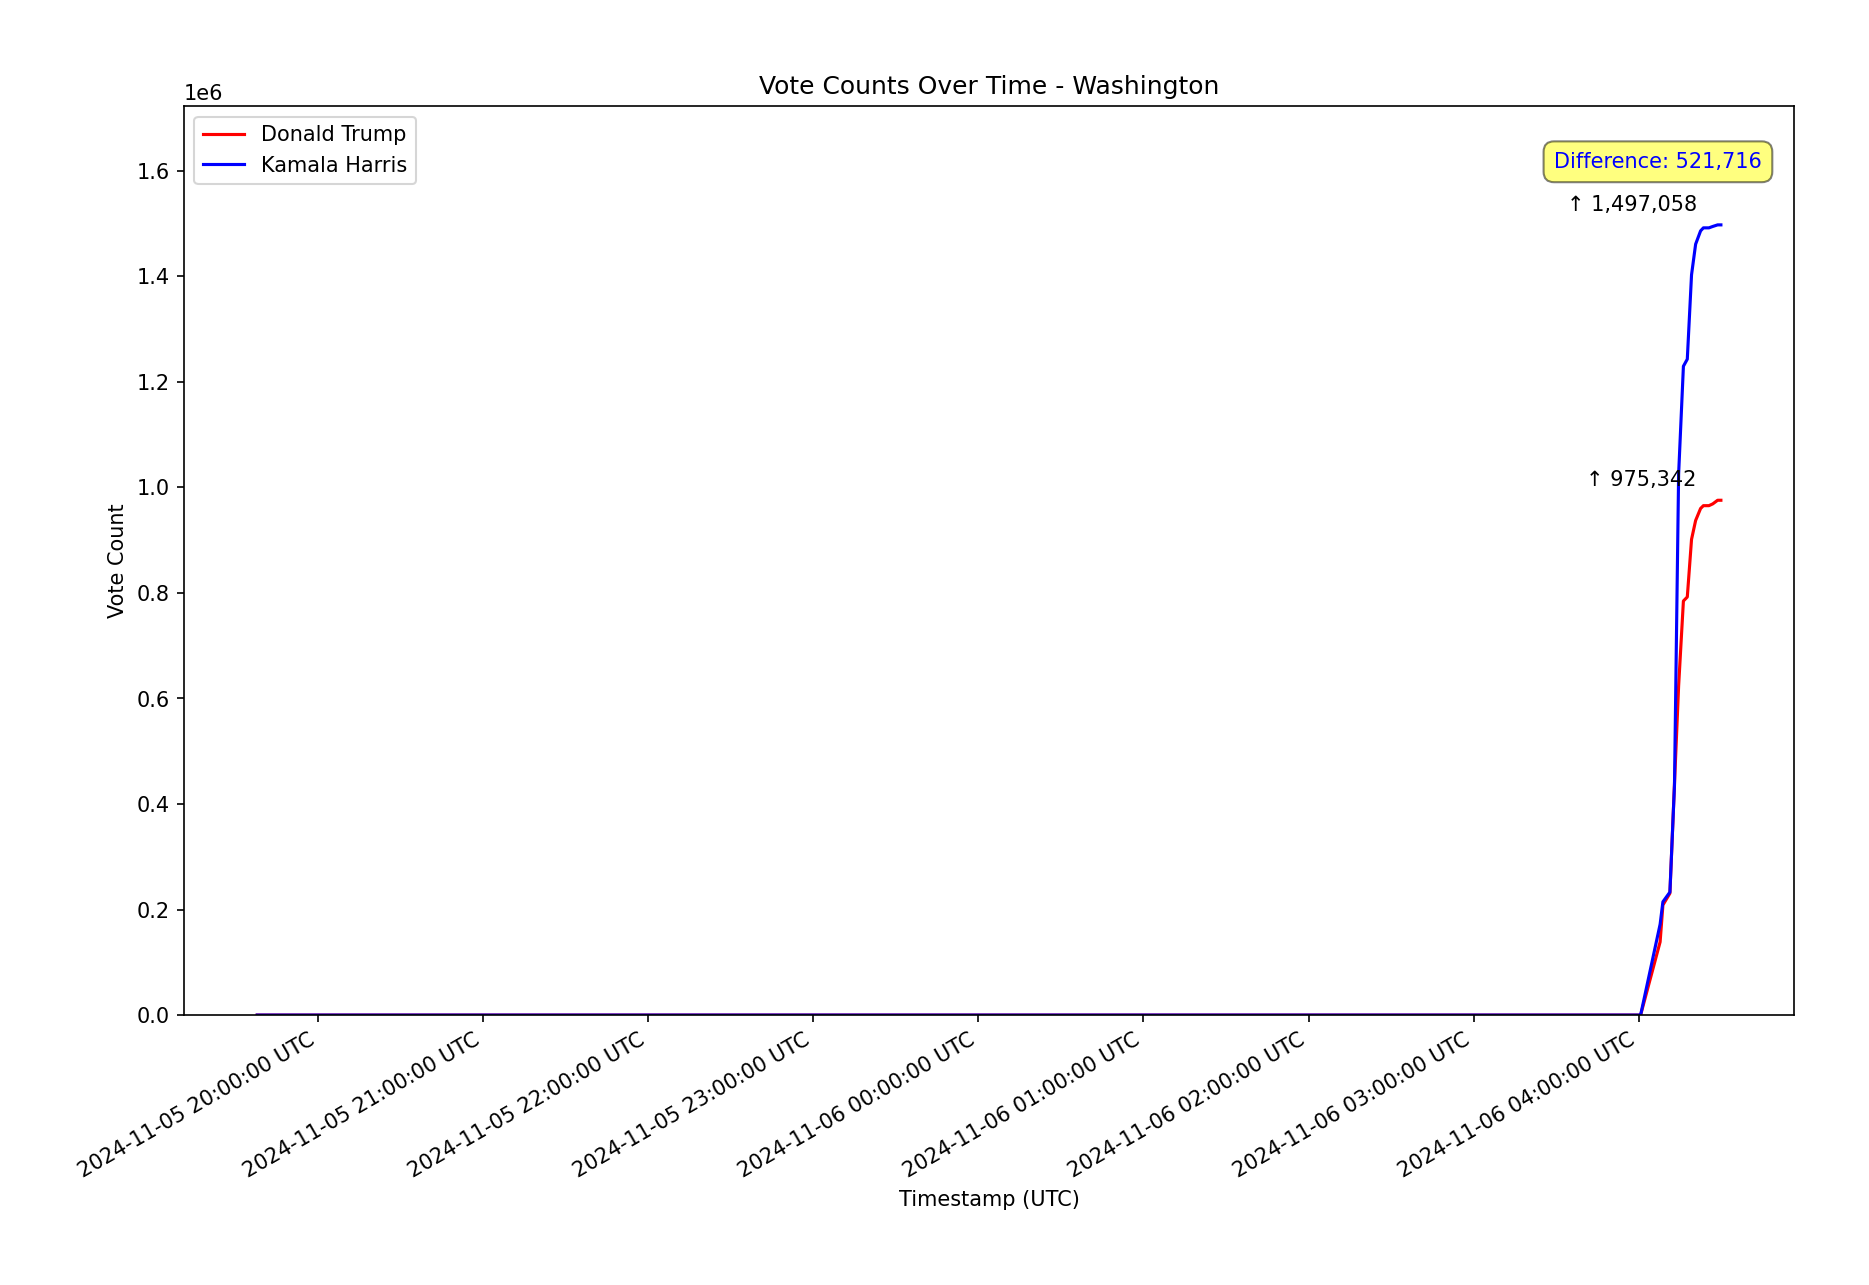 Vote Counts Over Time - Washington
1e6
Donald Trump
Kamala Harris
Difference: 521,716
↑ 1,497,058
↑ 975,342
1.6
1.4
1.2
1.0
0.8
0.6
0.4
0.2
0.0
Vote Count
2024-11-05 20:00:00 UTC
2024-11-05 21:00:00 UTC
2024-11-05 22:00:00 UTC
2024-11-05 23:00:00 UTC
2024-11-06 00:00:00 UTC
2024-11-06 01:00:00 UTC
2024-11-06 02:00:00 UTC
2024-11-06 03:00:00 UTC
2024-11-06 04:00:00 UTC
Timestamp (UTC)